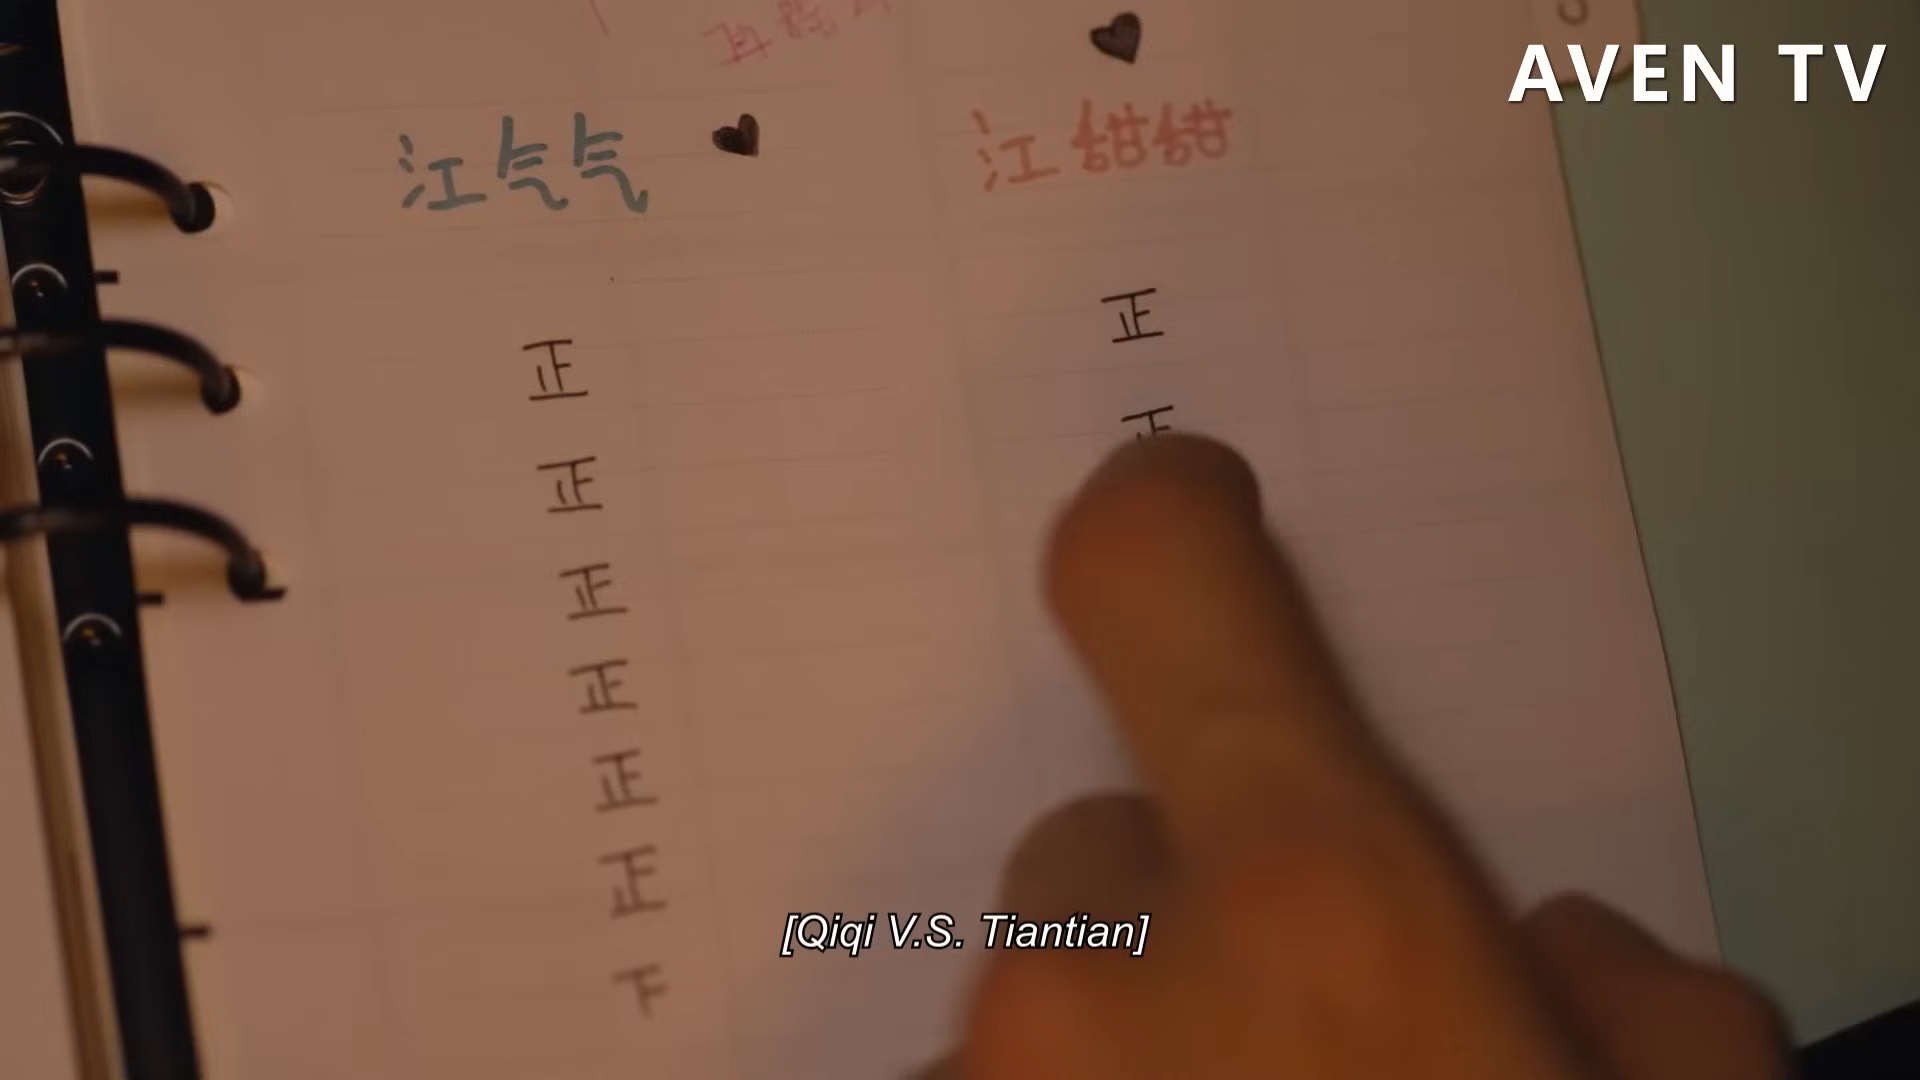 AVEN TV
江气气 江甜甜
正 正
正 正
正
正
正
正
下
[Qiqi V.S. Tiantian]